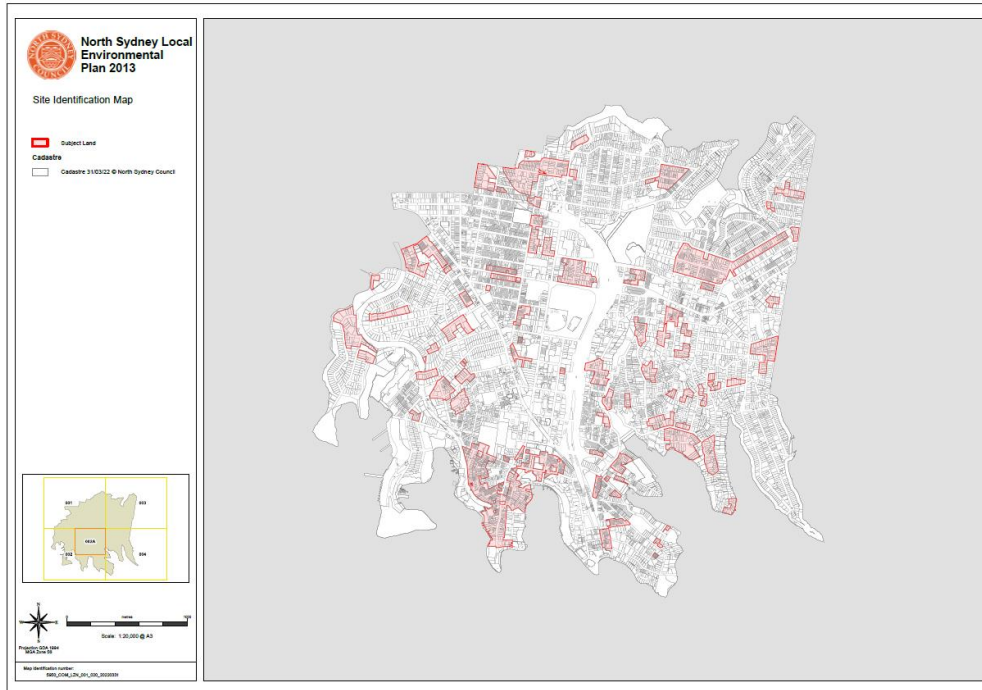 NORTH SYDNEY
COUNCIL
North Sydney Local
Environmental
Plan 2013
Site Identification Map
Subject Land
Cadastre
Cadastre 31/03/22 © North Sydney Council
001
003
002A
002
004
N
W
E
S
0
metres
Scale: 1:20,000 @ A3
Projection GDA 1994
MGA Zone 56
Map identification number: